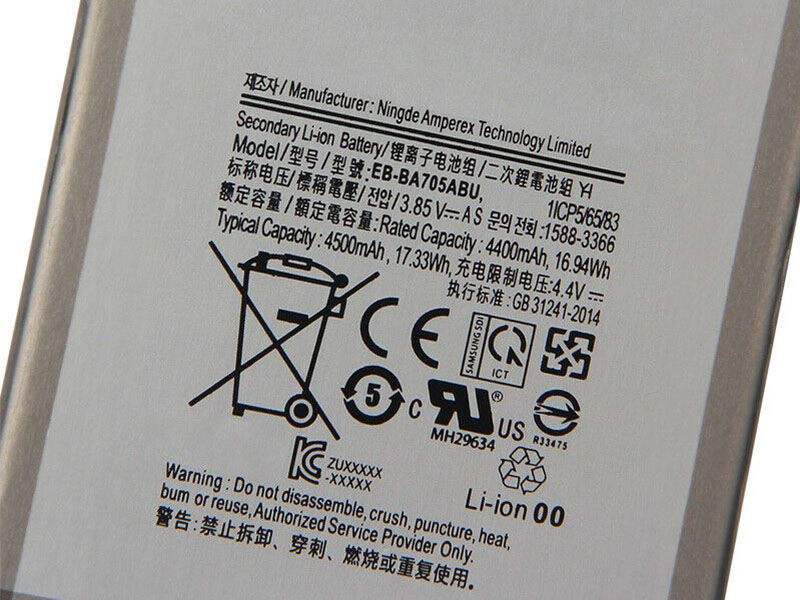 제조자 / Manufacturer : Ningde Amperex Technology Limited
Secondary Li-ion Battery/锂离子电池组/二次鋰電池組 YH
Model/型号/型號:EB-BA705ABU, 1ICP5/65/83
标称电压/標稱電壓/전압/3.85V⎓A S 문의 전화:1588-3366
额定容量/額定電容量:Rated Capacity : 4400mAh, 16.94Wh
Typical Capacity : 4500mAh, 17.33Wh, 充电限制电压:4.4V⎓
执行标准:GB 31241-2014
CE
SAMSUNG SDI
ICT
5
c RU® US
MH29634
R33475
KC
ZUXXXXX
-XXXXX
Li-ion 00
Warning : Do not disassemble, crush, puncture, heat,
bum or reuse, Authorized Service Provider Only.
警告:禁止拆卸、穿刺、燃烧或重复使用。